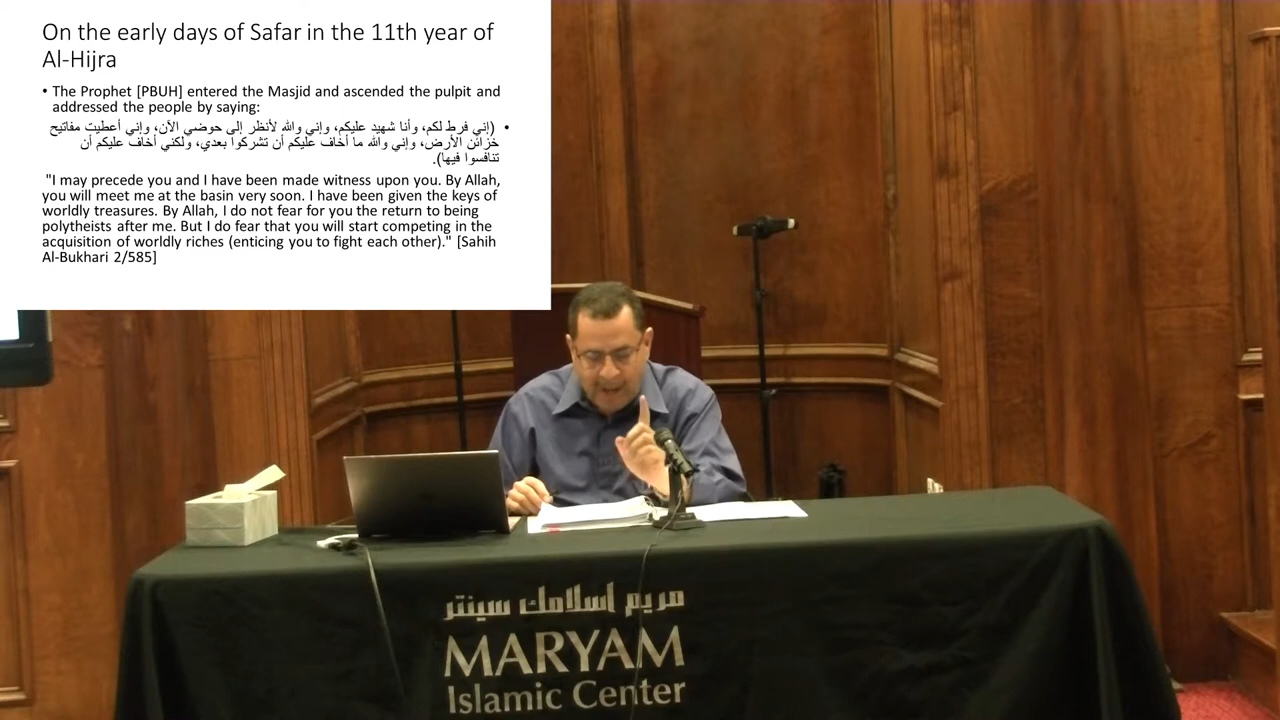 On the early days of Safar in the 11th year of
Al-Hijra
• The Prophet [PBUH] entered the Masjid and ascended the pulpit and
addressed the people by saying:
• (إني فرط لكم، وأنا شهيد عليكم، وإني والله لأنظر إلى حوضي الآن، وإني أعطيت مفاتيح
خزائن الأرض، وإني والله ما أخاف عليكم أن تشركوا بعدي، ولكني أخاف عليكم أن
تنافسوا فيها).
"I may precede you and I have been made witness upon you. By Allah,
you will meet me at the basin very soon. I have been given the keys of
worldly treasures. By Allah, I do not fear for you the return to being
polytheists after me. But I do fear that you will start competing in the
acquisition of worldly riches (enticing you to fight each other)." [Sahih
Al-Bukhari 2/585]
مريم اسلامك سينتر
MARYAM
Islamic Center